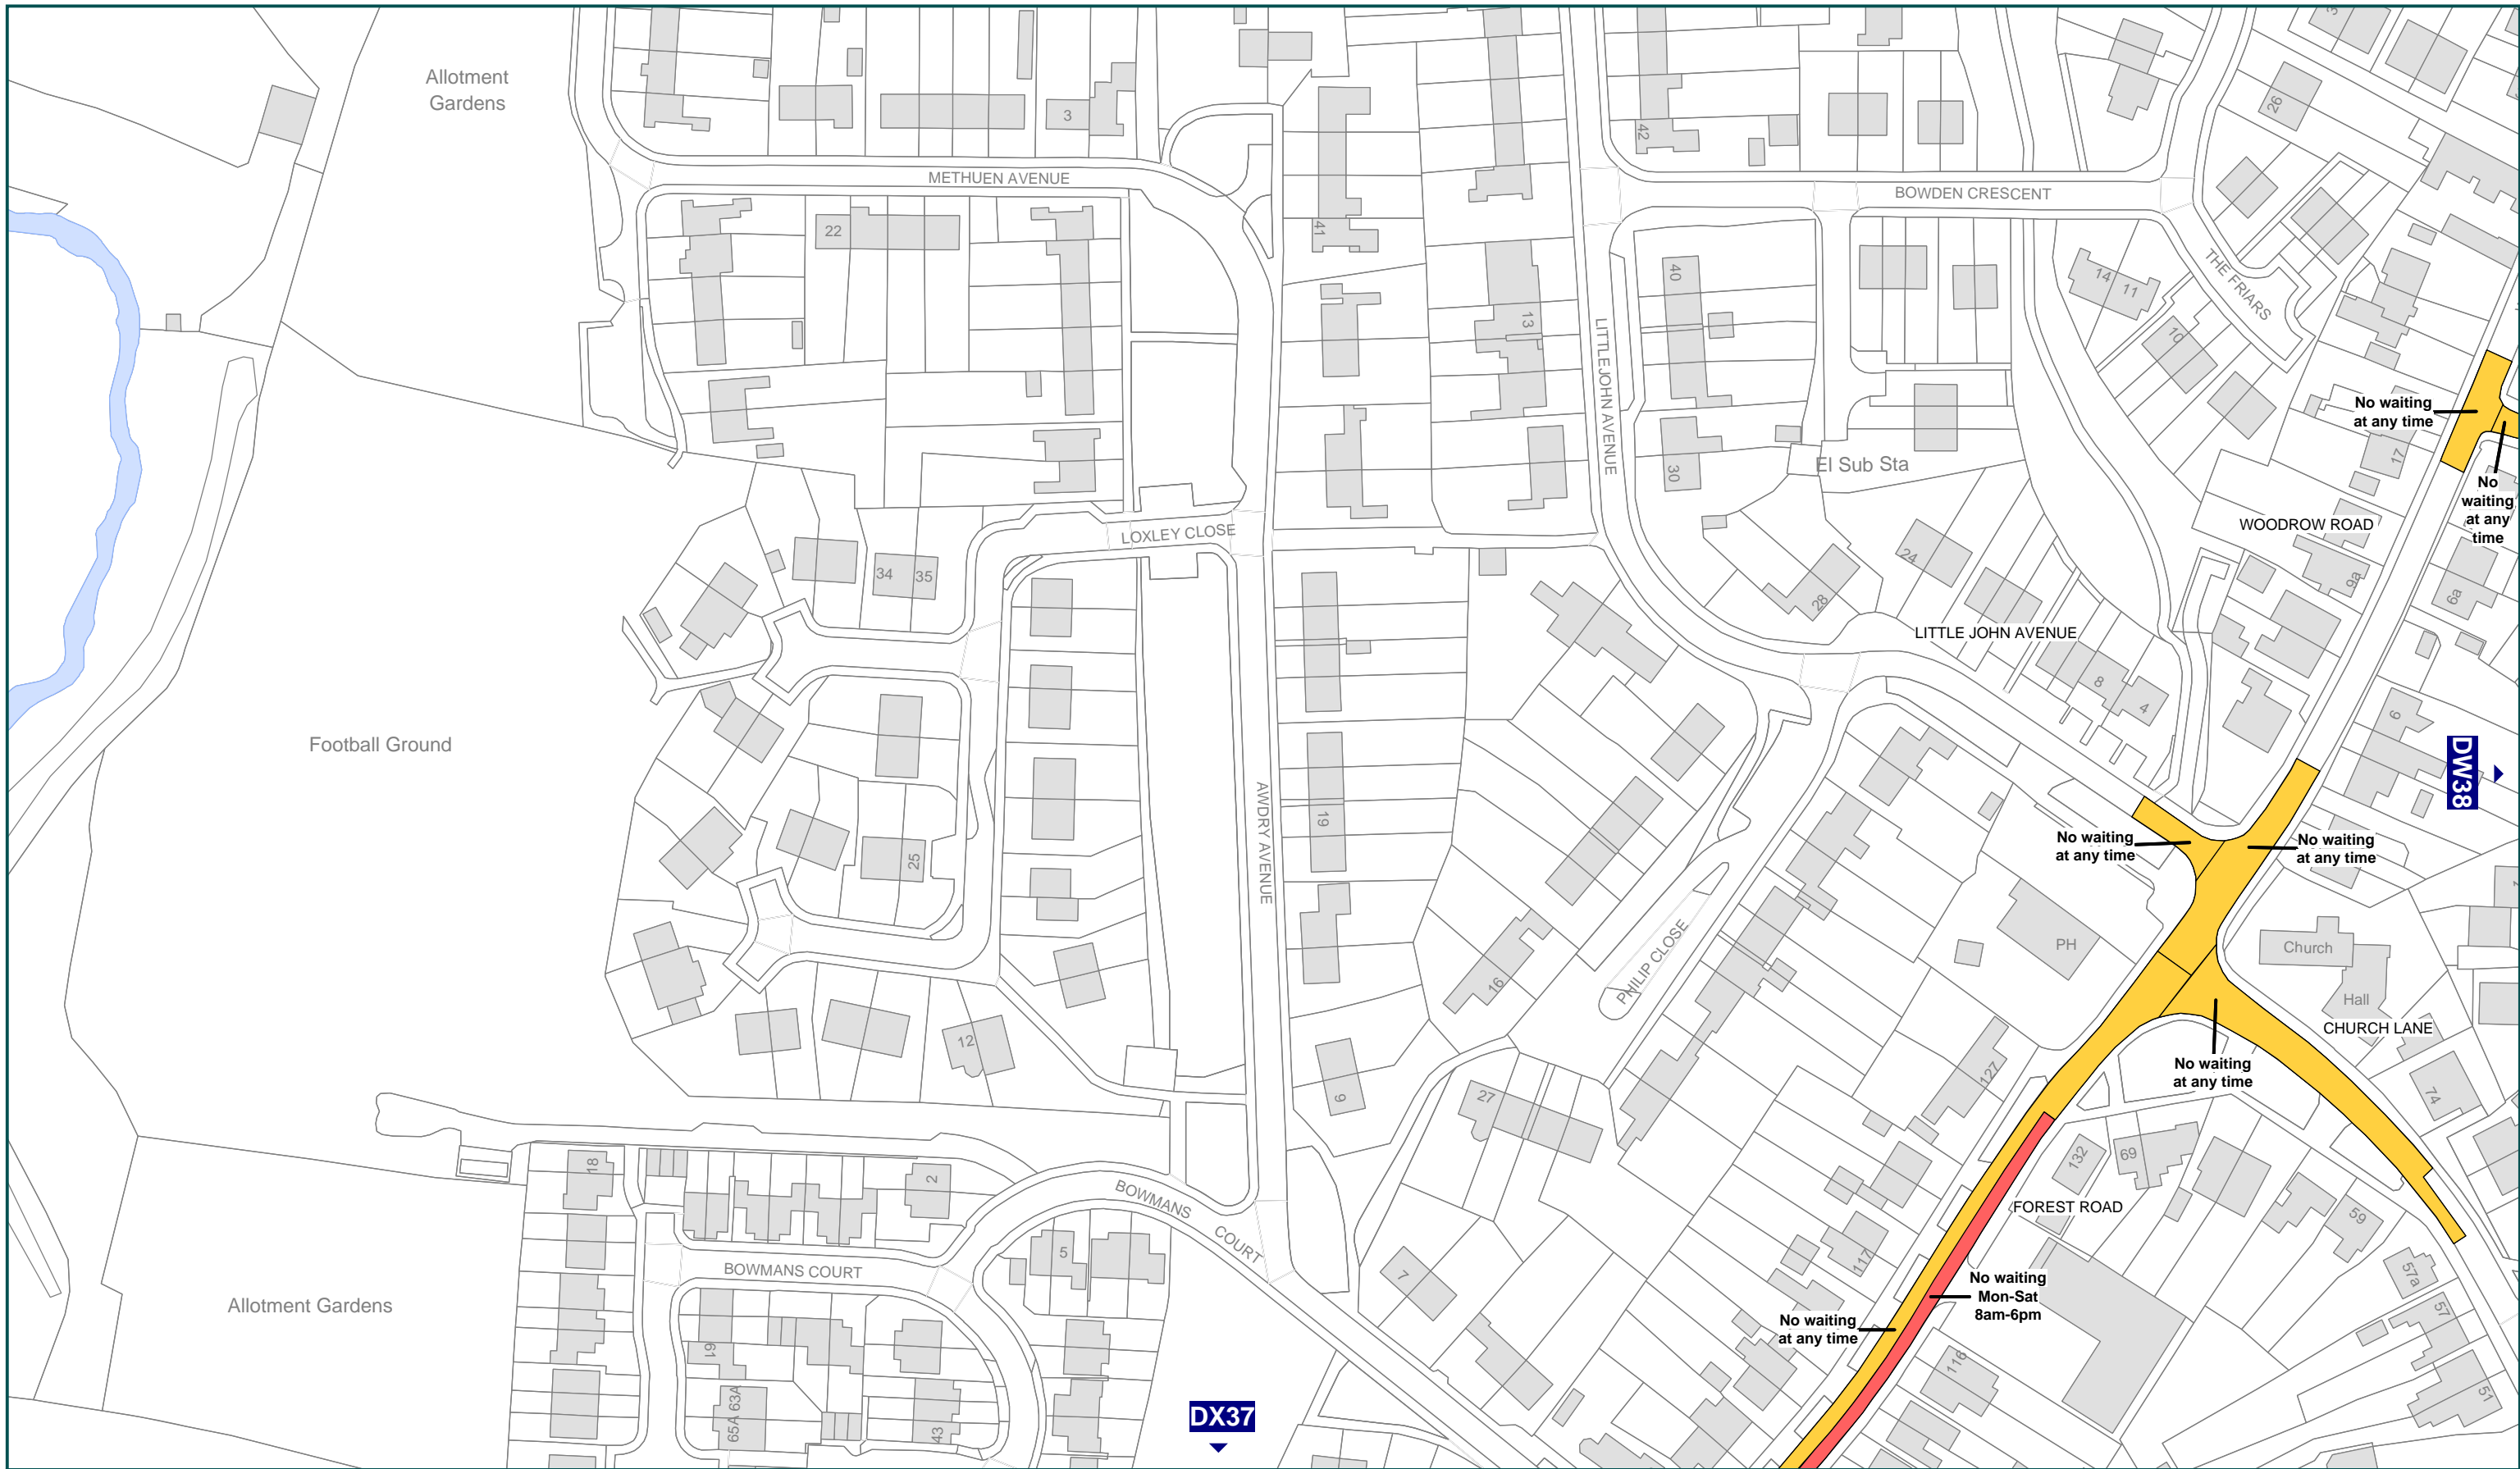 Allotment
Gardens
3
42
26
METHUEN AVENUE
BOWDEN CRESCENT
22
41
40
14
11
THE FRIARS
13
10
LITTLEJOHN AVENUE
No waiting
at any time
17
30
El Sub Sta
No
waiting
at any
time
WOODROW ROAD
LOXLEY CLOSE
34
35
24
9a
6a
28
LITTLE JOHN AVENUE
8
4
6
Football Ground
DW38
AWDRY AVENUE
19
25
No waiting
at any time
No waiting
at any time
PHILIP CLOSE
PH
Church
16
Hall
CHURCH LANE
12
No waiting
at any time
9
27
127
74
18
2
132
69
BOWMANS
COURT
FOREST ROAD
59
5
7
117
57a
BOWMANS COURT
No waiting
Mon-Sat
8am-6pm
Allotment Gardens
No waiting
at any time
57
61
116
65A 63A
43
51
DX37